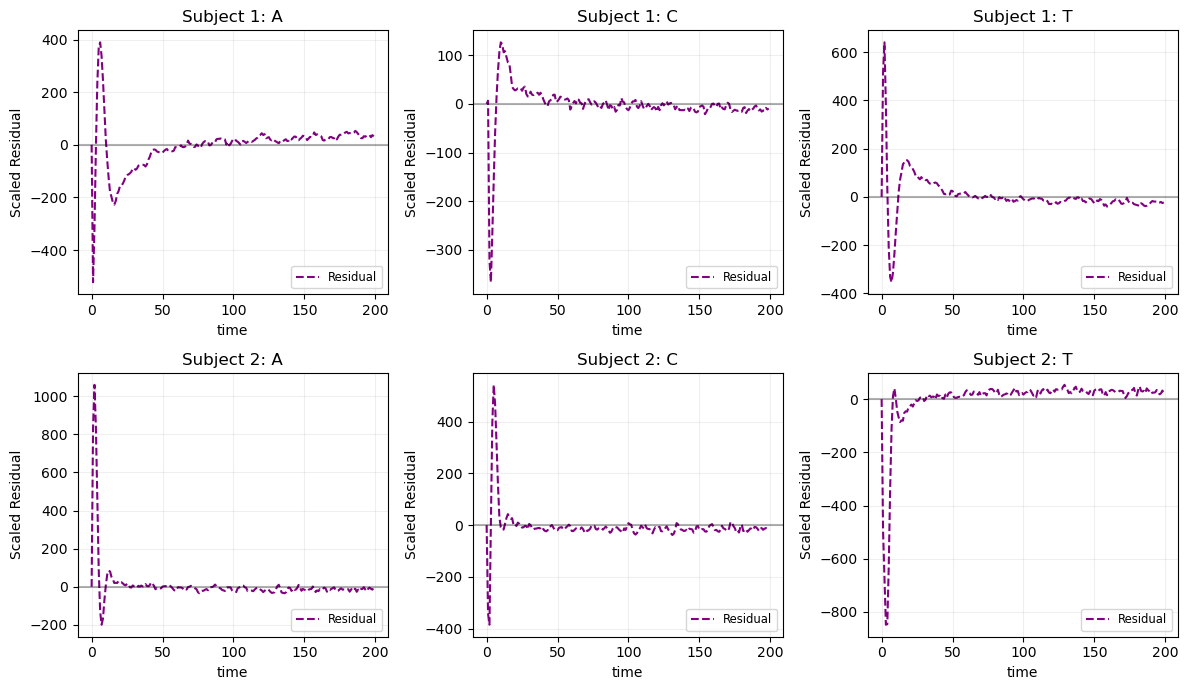 Subject 1: A
Scaled Residual
400
200
0
−200
−400
0
50
100
150
200
time
Residual
Subject 1: C
Scaled Residual
100
0
−100
−200
−300
0
50
100
150
200
time
Residual
Subject 1: T
Scaled Residual
600
400
200
0
−200
−400
0
50
100
150
200
time
Residual
Subject 2: A
Scaled Residual
1000
800
600
400
200
0
−200
0
50
100
150
200
time
Residual
Subject 2: C
Scaled Residual
400
200
0
−200
−400
0
50
100
150
200
time
Residual
Subject 2: T
Scaled Residual
0
−200
−400
−600
−800
0
50
100
150
200
time
Residual